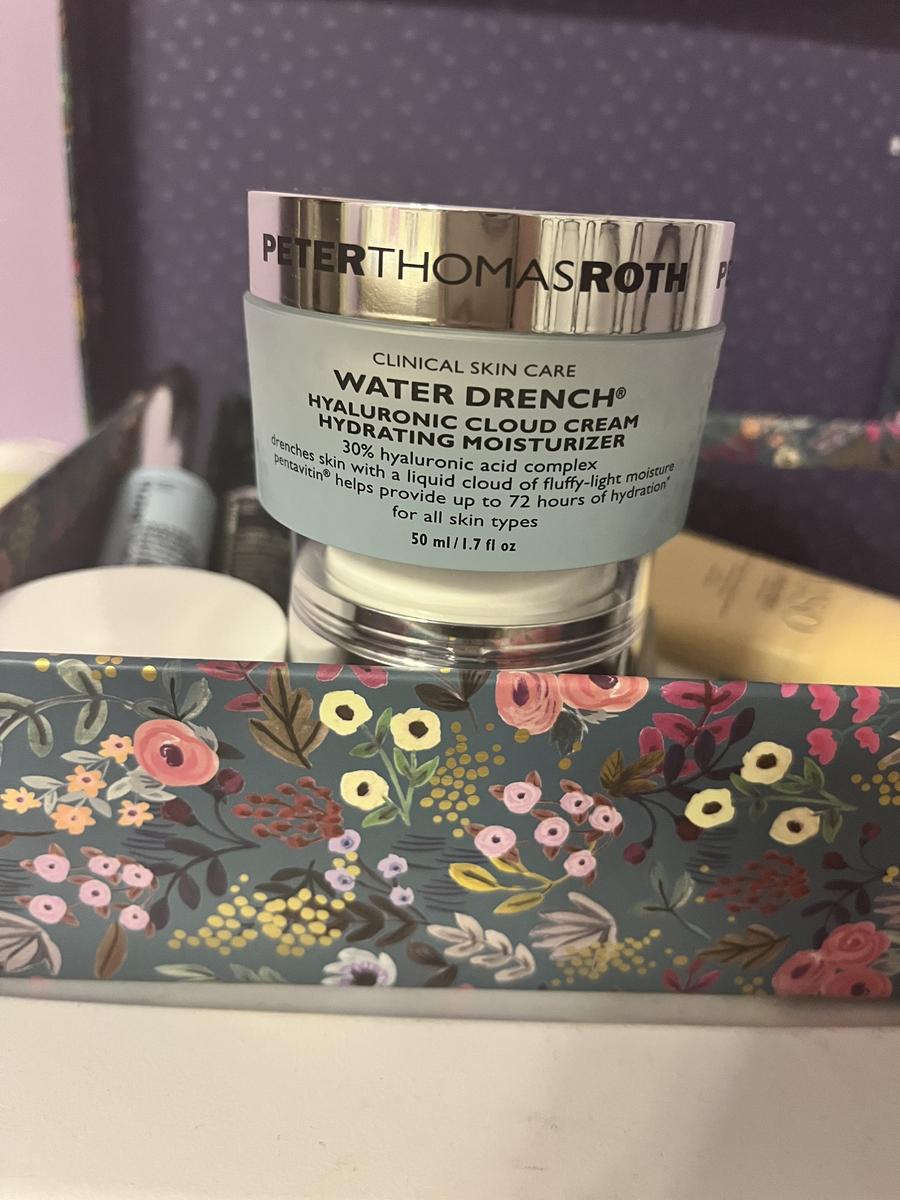 PETERTHOMASROTH PE
CLINICAL SKIN CARE
WATER DRENCH®
HYALURONIC CLOUD CREAM
HYDRATING MOISTURIZER
30% hyaluronic acid complex
drenches skin with a liquid cloud of fluffy-light moisture
pentavitin® helps provide up to 72 hours of hydration*
for all skin types
50 ml/1.7 fl oz